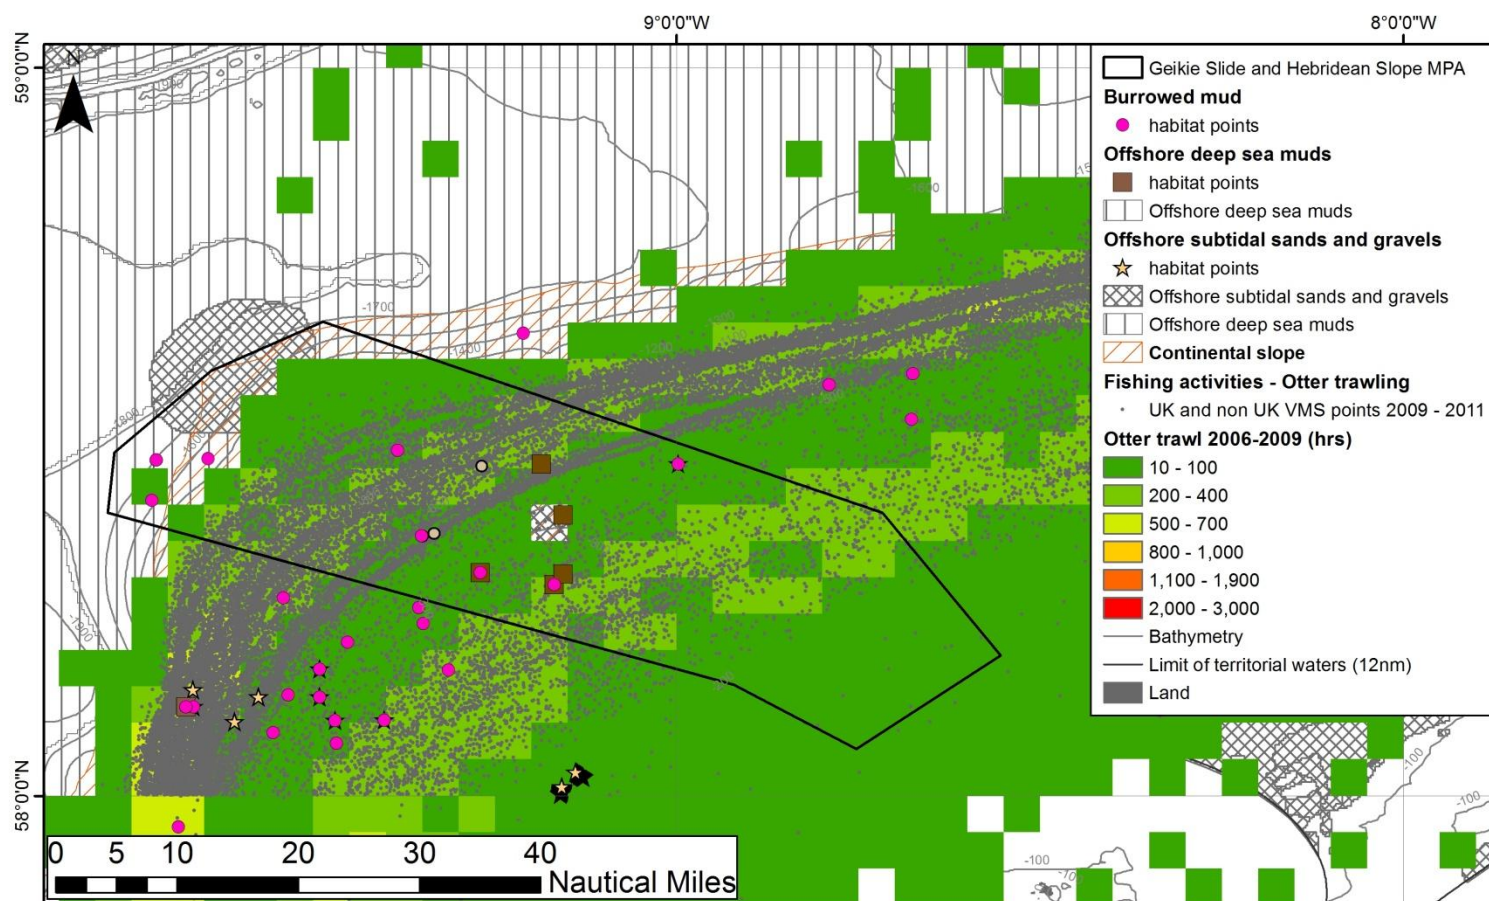 9°0'0"W
8°0'0"W
59°0'0"N
N
Geikie Slide and Hebridean Slope MPA
Burrowed mud
habitat points
Offshore deep sea muds
habitat points
Offshore deep sea muds
Offshore subtidal sands and gravels
habitat points
Offshore subtidal sands and gravels
Offshore deep sea muds
Continental slope
Fishing activities - Otter trawling
UK and non UK VMS points 2009 - 2011
Otter trawl 2006-2009 (hrs)
10 - 100
200 - 400
500 - 700
800 - 1,000
1,100 - 1,900
2,000 - 3,000
Bathymetry
Limit of territorial waters (12nm)
Land
-1600
-1700
-1400
-1800
-1900
58°0'0"N
-100
-100
-100
-100
0 5 10 20 30 40
Nautical Miles